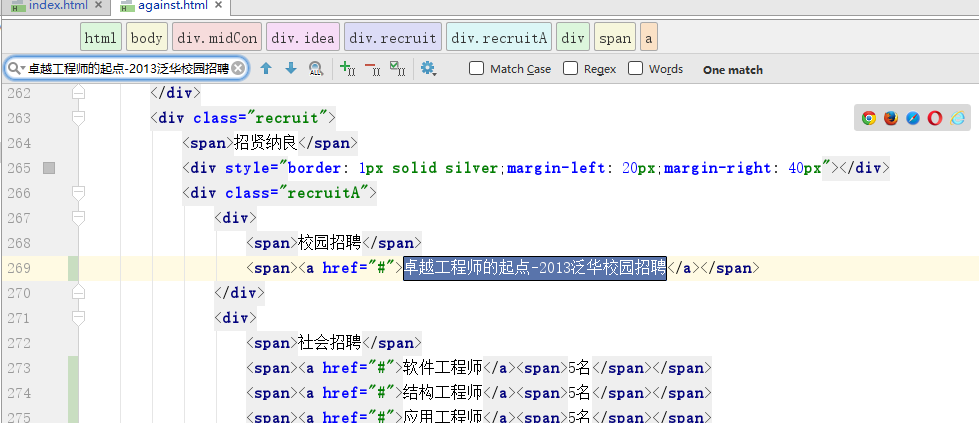 index.html against.html
html body div.midCon div.idea div.recruit div.recruitA div span a
卓越工程师的起点-2013泛华校园招聘 Match Case Regex Words One match
262 </div>
263 <div class="recruit">
264 <span>招贤纳良</span>
265 <div style="border: 1px solid silver;margin-left: 20px;margin-right: 40px"></div>
266 <div class="recruitA">
267 <div>
268 <span>校园招聘</span>
269 <span><a href="#">卓越工程师的起点-2013泛华校园招聘</a></span>
270 </div>
271 <div>
272 <span>社会招聘</span>
273 <span><a href="#">软件工程师</a><span>5名</span></span>
274 <span><a href="#">结构工程师</a><span>5名</span></span>
275 <span><a href="#">应用工程师</a><span>5名</span></span>